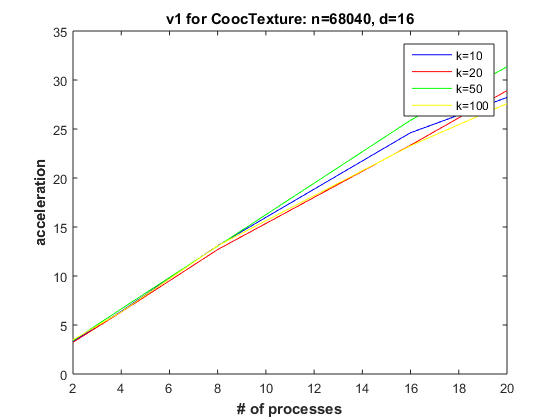 v1 for CoocTexture: n=68040, d=16
acceleration
35
30
25
20
15
10
5
0
k=10
k=20
k=50
k=100
2 4 6 8 10 12 14 16 18 20
# of processes